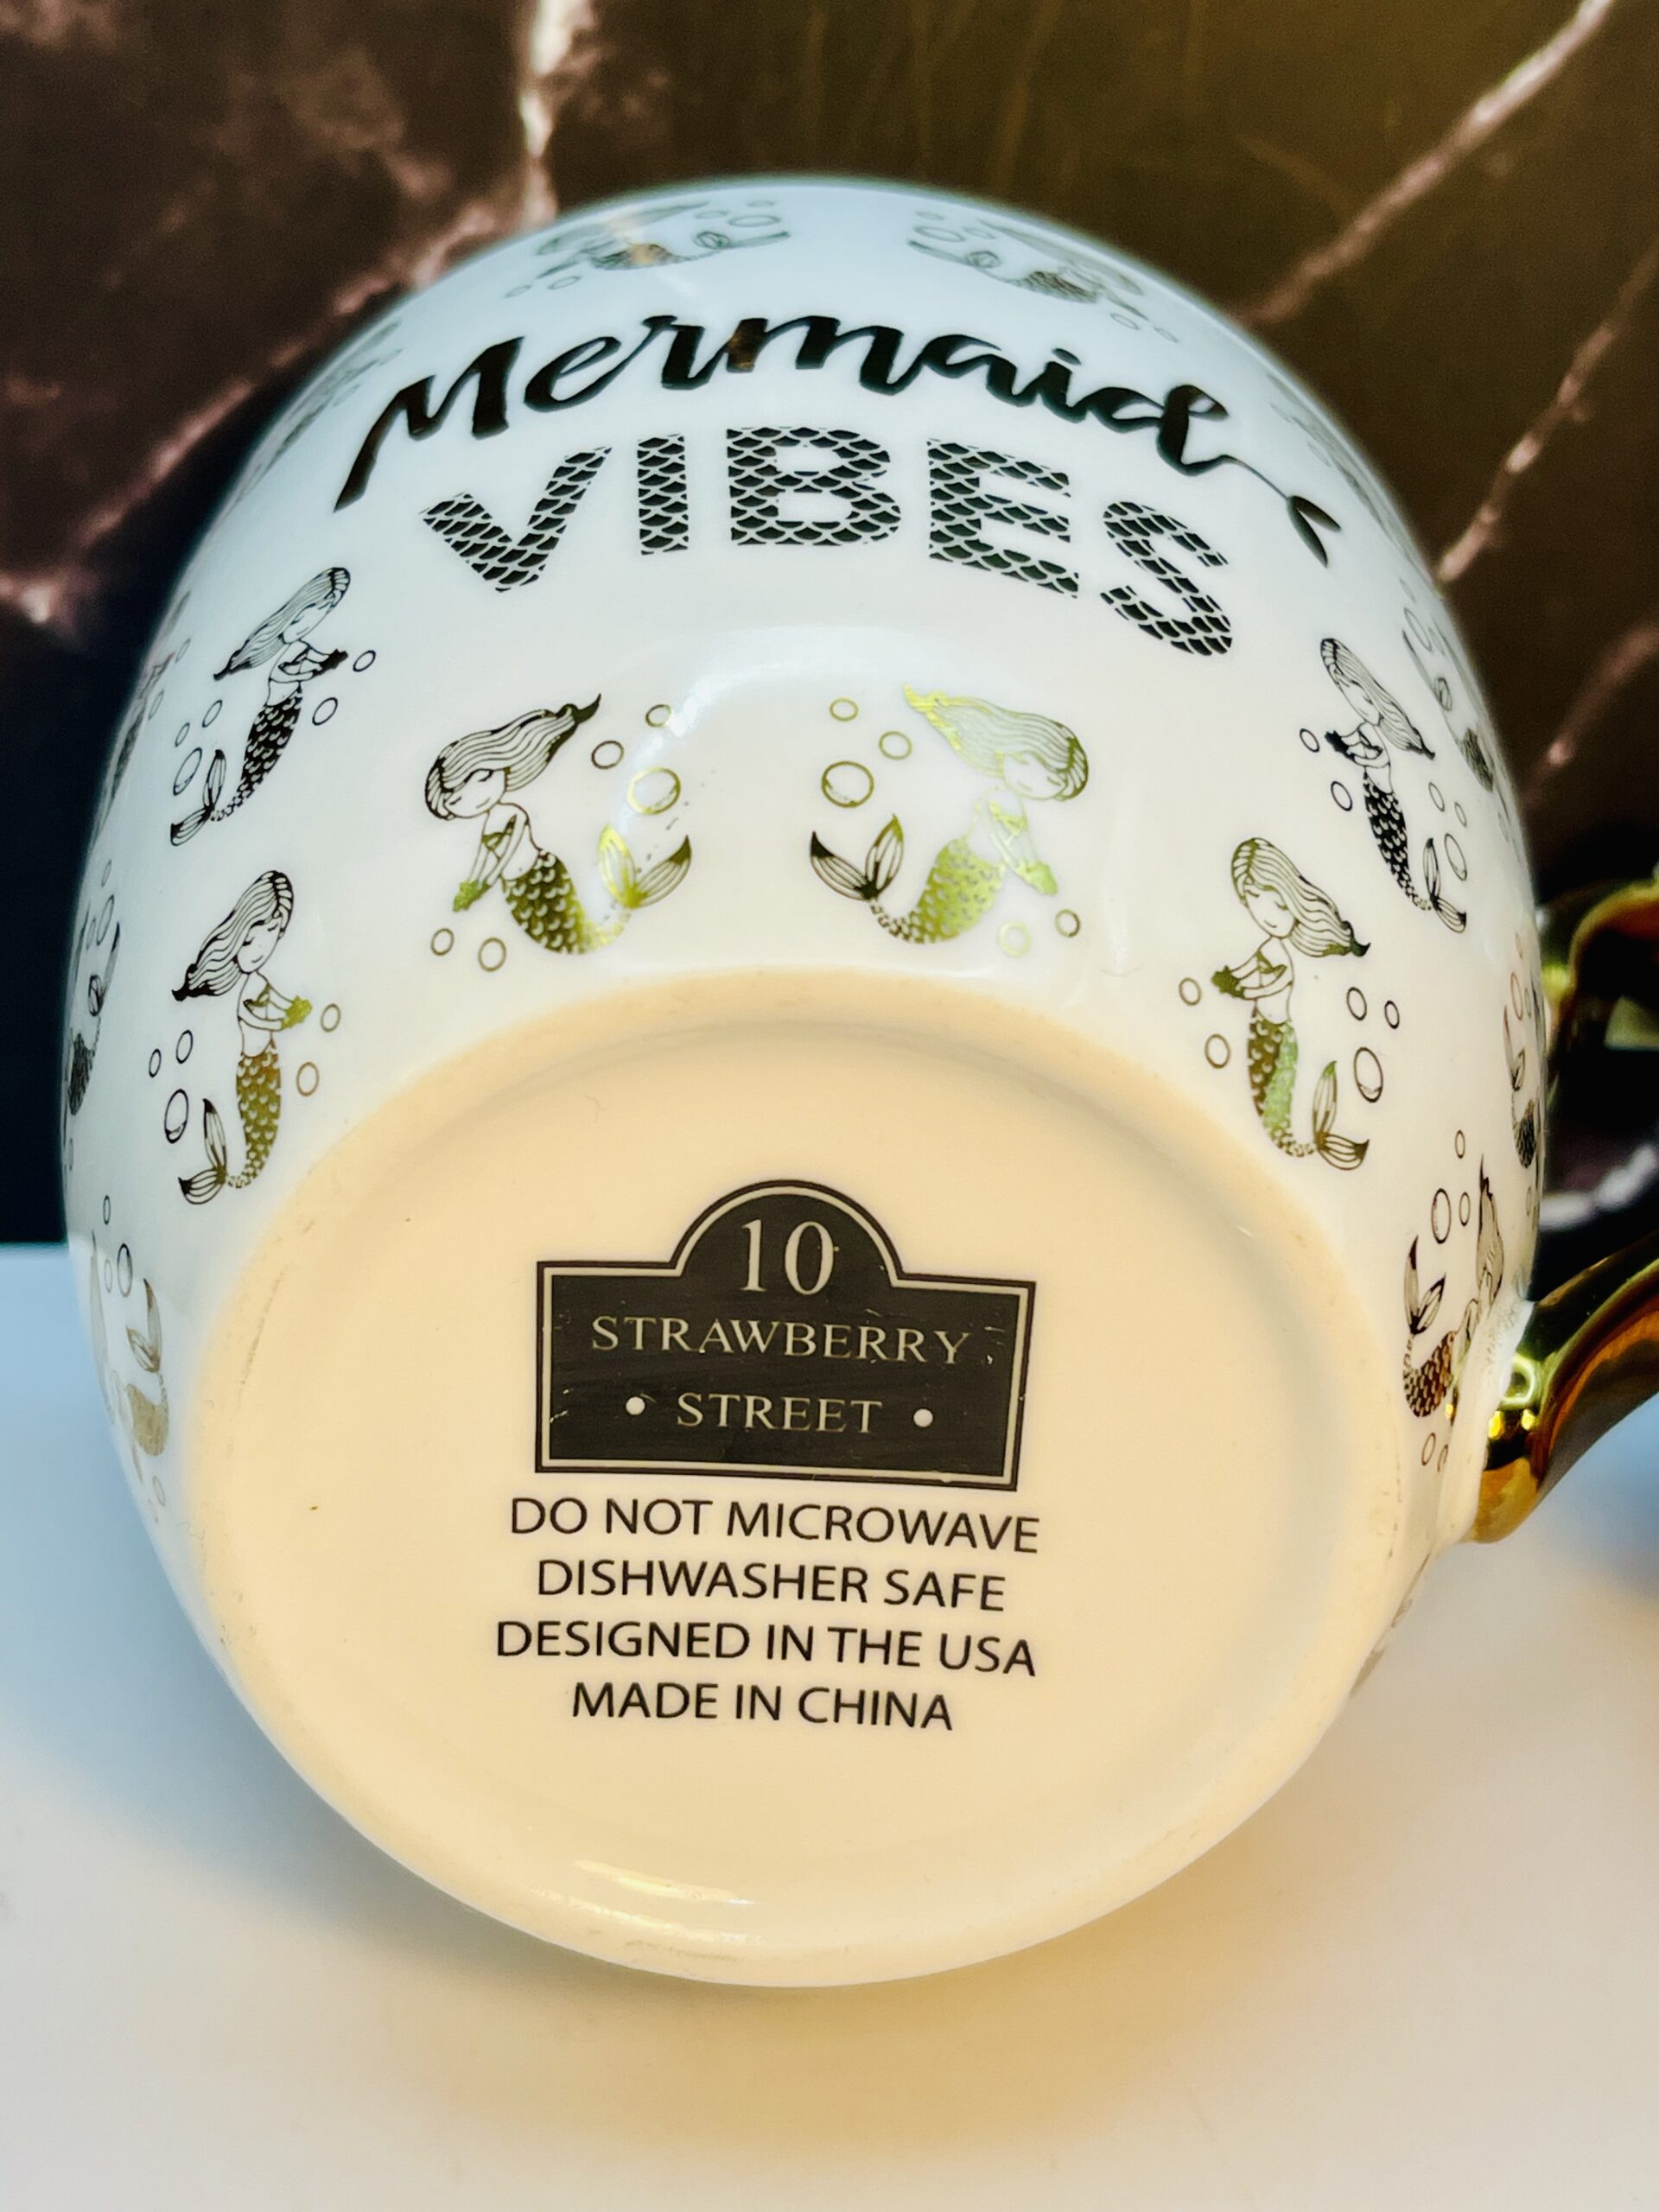 Mermaid
VIBES
10
STRAWBERRY
• STREET •
DO NOT MICROWAVE
DISHWASHER SAFE
DESIGNED IN THE USA
MADE IN CHINA